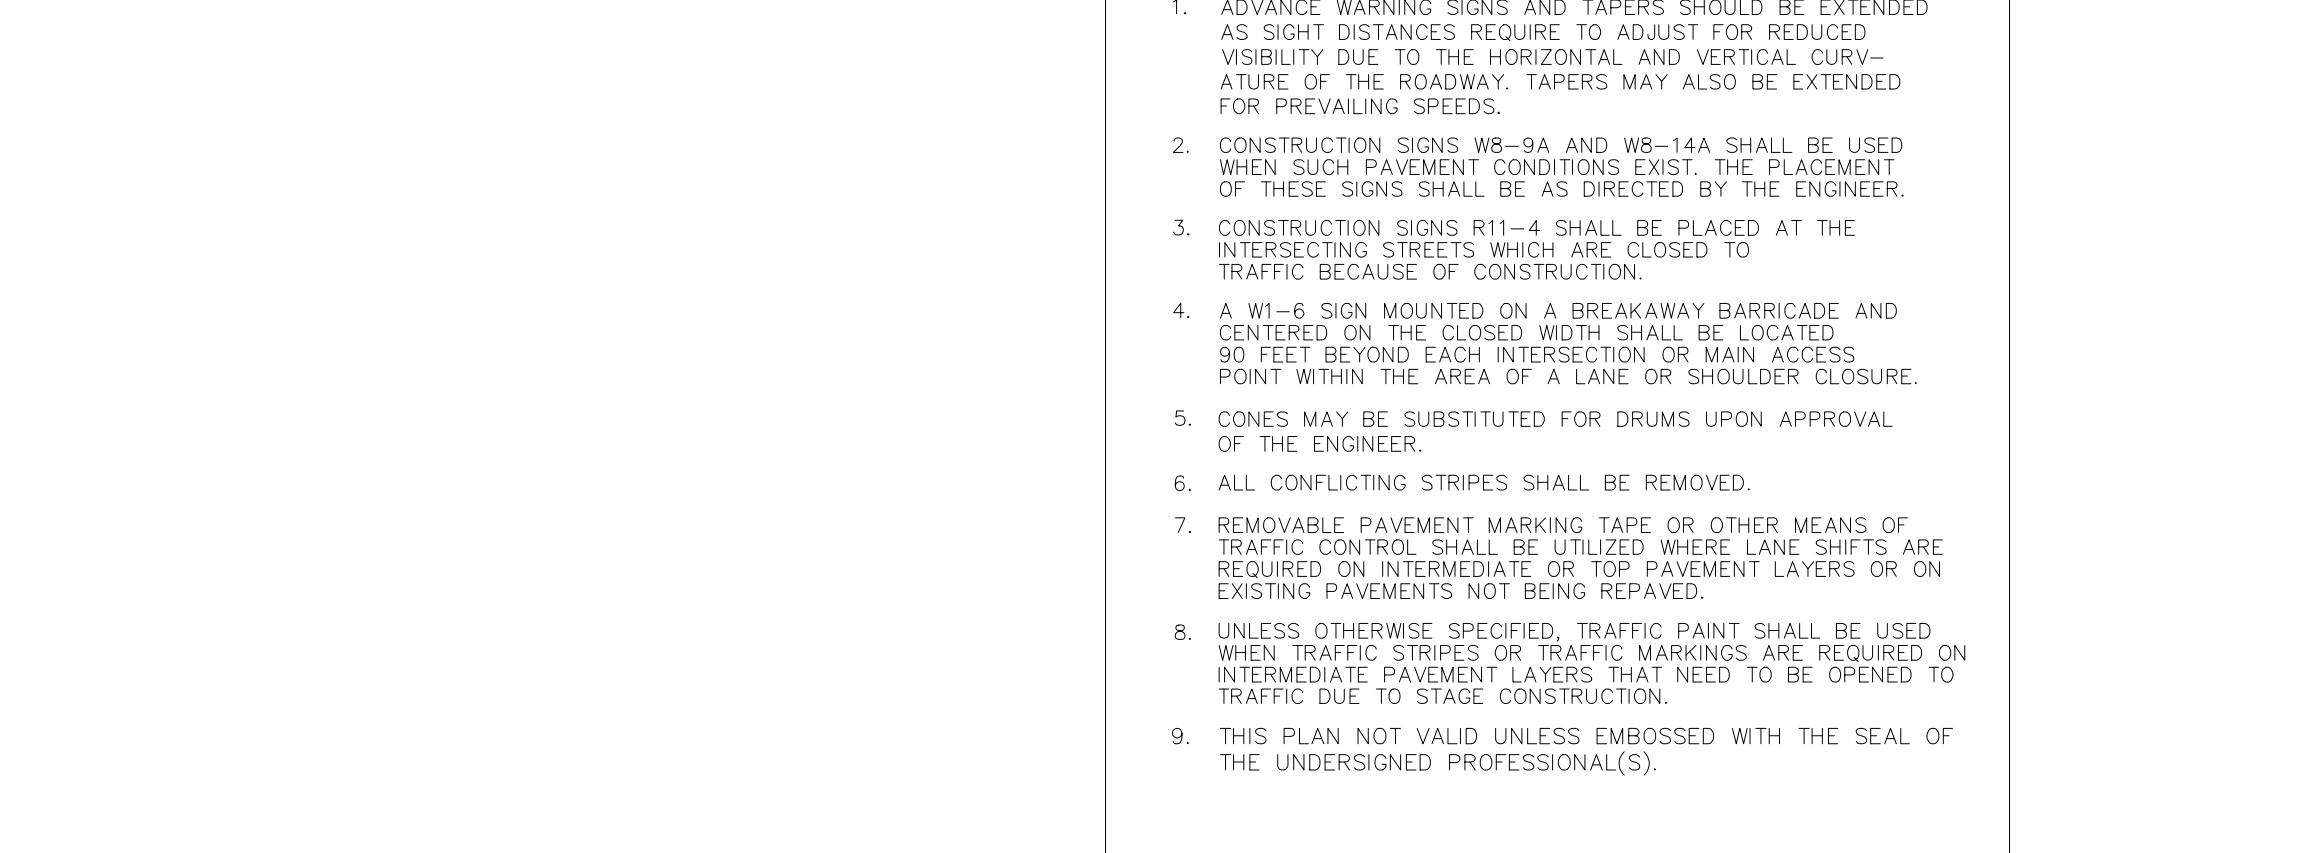 1. ADVANCE WARNING SIGNS AND TAPERS SHOULD BE EXTENDED
AS SIGHT DISTANCES REQUIRE TO ADJUST FOR REDUCED
VISIBILITY DUE TO THE HORIZONTAL AND VERTICAL CURV-
ATURE OF THE ROADWAY. TAPERS MAY ALSO BE EXTENDED
FOR PREVAILING SPEEDS.
2. CONSTRUCTION SIGNS W8-9A AND W8-14A SHALL BE USED
WHEN SUCH PAVEMENT CONDITIONS EXIST. THE PLACEMENT
OF THESE SIGNS SHALL BE AS DIRECTED BY THE ENGINEER.
3. CONSTRUCTION SIGNS R11-4 SHALL BE PLACED AT THE
INTERSECTING STREETS WHICH ARE CLOSED TO
TRAFFIC BECAUSE OF CONSTRUCTION.
4. A W1-6 SIGN MOUNTED ON A BREAKAWAY BARRICADE AND
CENTERED ON THE CLOSED WIDTH SHALL BE LOCATED
90 FEET BEYOND EACH INTERSECTION OR MAIN ACCESS
POINT WITHIN THE AREA OF A LANE OR SHOULDER CLOSURE.
5. CONES MAY BE SUBSTITUTED FOR DRUMS UPON APPROVAL
OF THE ENGINEER.
6. ALL CONFLICTING STRIPES SHALL BE REMOVED.
7. REMOVABLE PAVEMENT MARKING TAPE OR OTHER MEANS OF
TRAFFIC CONTROL SHALL BE UTILIZED WHERE LANE SHIFTS ARE
REQUIRED ON INTERMEDIATE OR TOP PAVEMENT LAYERS OR ON
EXISTING PAVEMENTS NOT BEING REPAVED.
8. UNLESS OTHERWISE SPECIFIED, TRAFFIC PAINT SHALL BE USED
WHEN TRAFFIC STRIPES OR TRAFFIC MARKINGS ARE REQUIRED ON
INTERMEDIATE PAVEMENT LAYERS THAT NEED TO BE OPENED TO
TRAFFIC DUE TO STAGE CONSTRUCTION.
9. THIS PLAN NOT VALID UNLESS EMBOSSED WITH THE SEAL OF
THE UNDERSIGNED PROFESSIONAL(S).